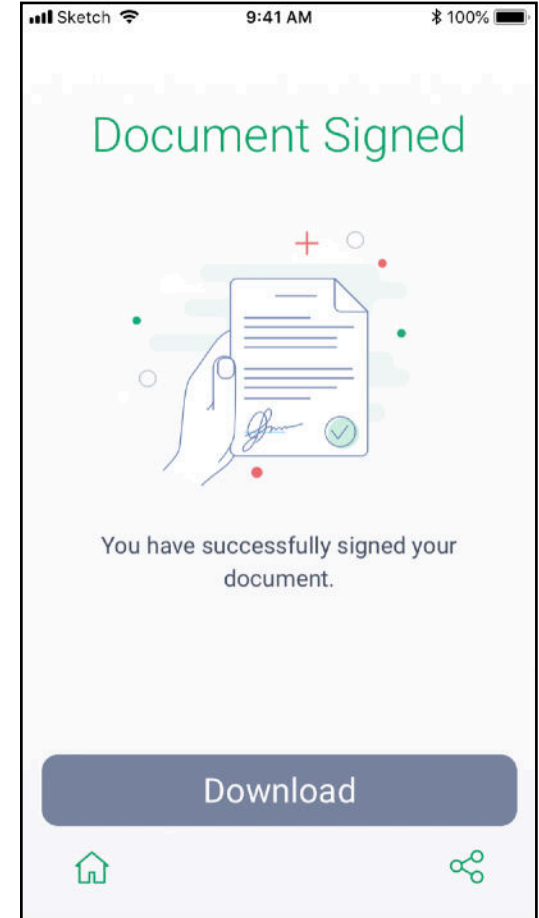 Sketch 9:41 AM 100%
Document Signed
You have successfully signed your
document.
Download